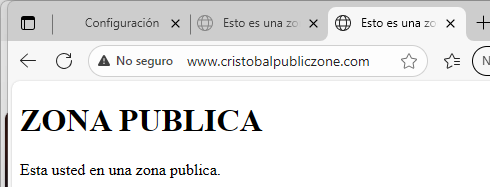 Configuración
Esto es una zo
Esto es una zo
No seguro
www.cristobalpubliczone.com
N
ZONA PUBLICA
Esta usted en una zona publica.